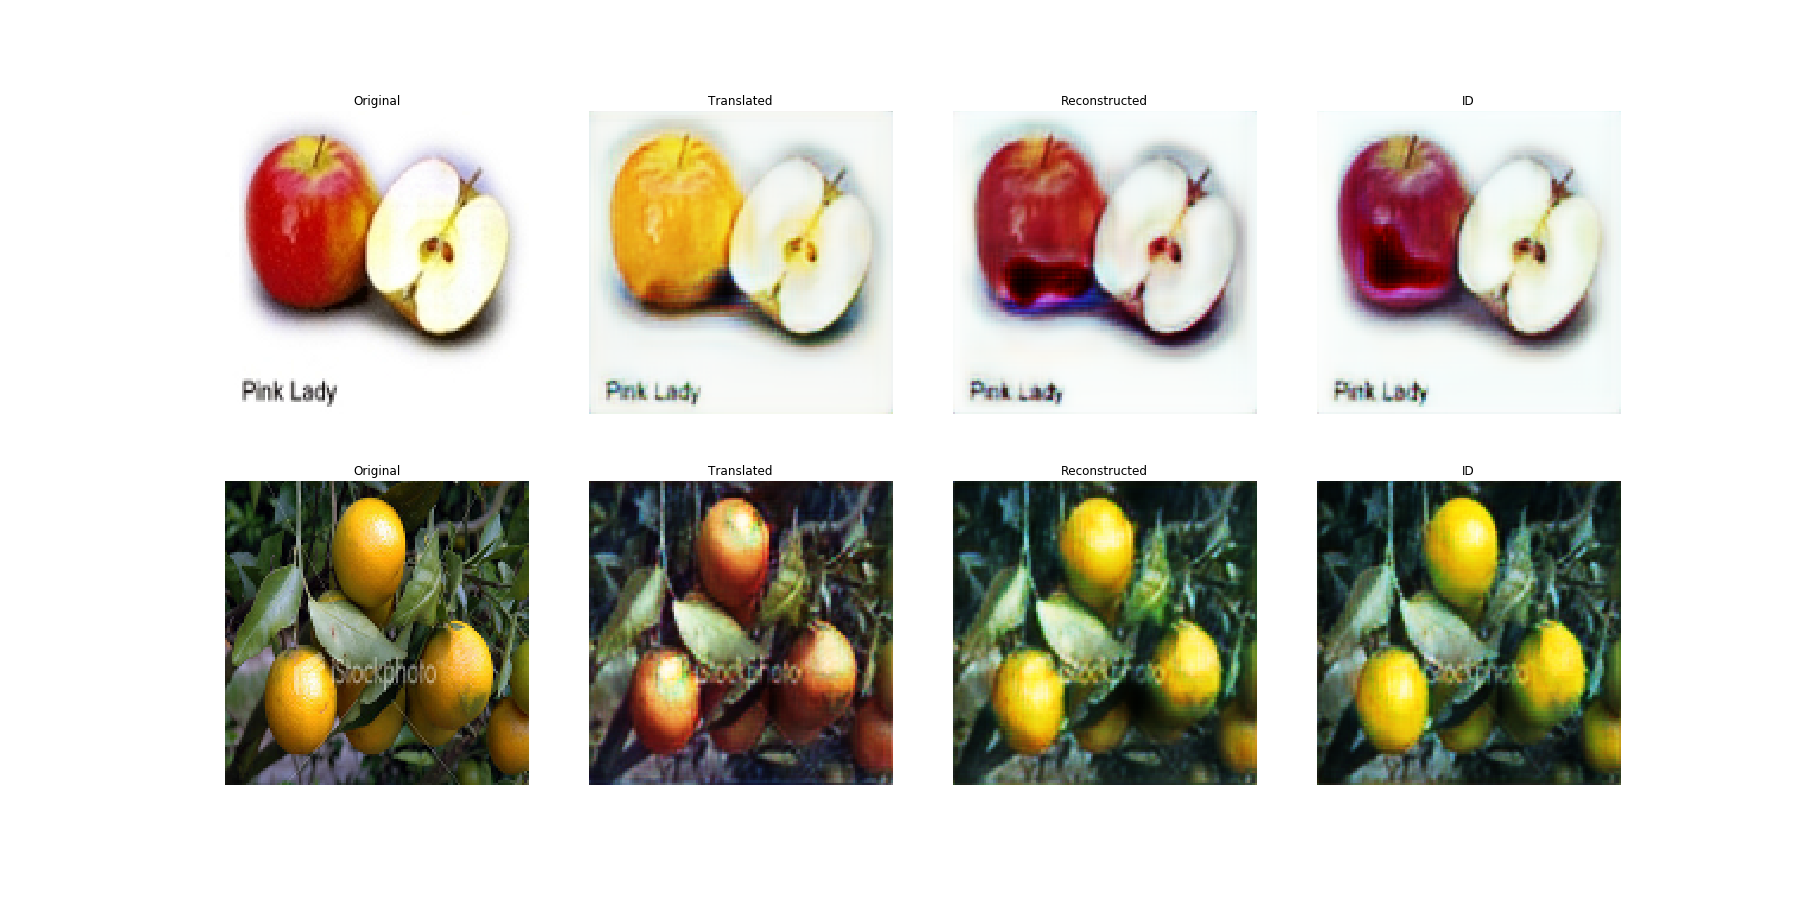 Original
Translated
Reconstructed
ID
Pink Lady
Pink Lady
Pink Lady
Pink Lady
Original
Translated
Reconstructed
ID
iStockphoto
iStockphoto
iStockphoto
iStockphoto